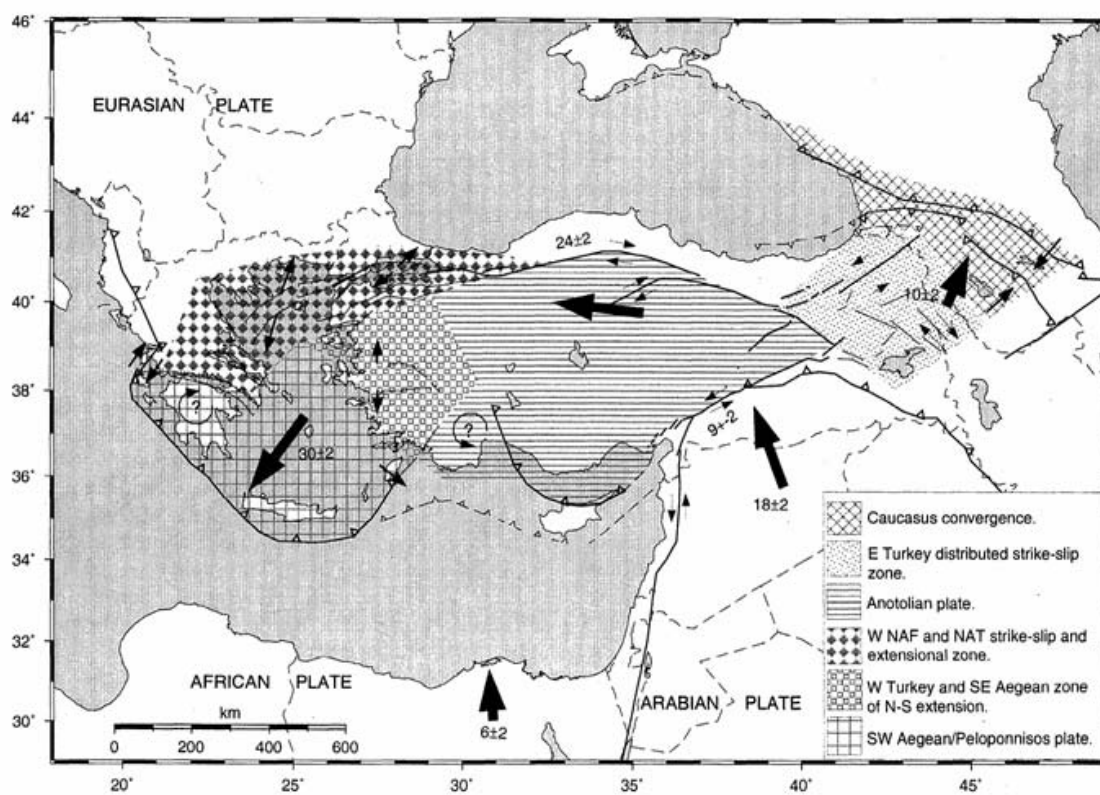 46°
45°
44°
42°
40°
38°
36°
34°
32°
30°
EURASIAN PLATE
24±2
10±2
?
?
30±2
9+-2
18±2
6±2
AFRICAN PLATE
ARABIAN PLATE
km
0 200 400 600
20° 25° 30° 35° 40° 45°
Caucasus convergence.
E Turkey distributed strike-slip
zone.
Anotolian plate.
W NAF and NAT strike-slip and
extensional zone.
W Turkey and SE Aegean zone
of N-S extension.
SW Aegean/Peloponnisos plate.